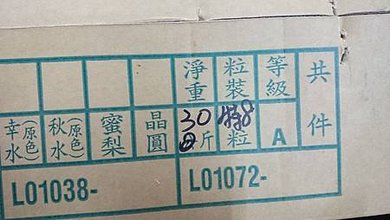 共件
等級
A
粒裝
粒
淨重
30
斤
晶圓
蜜梨
秋水(原色)
幸水(原色)
L01038-
L01072-